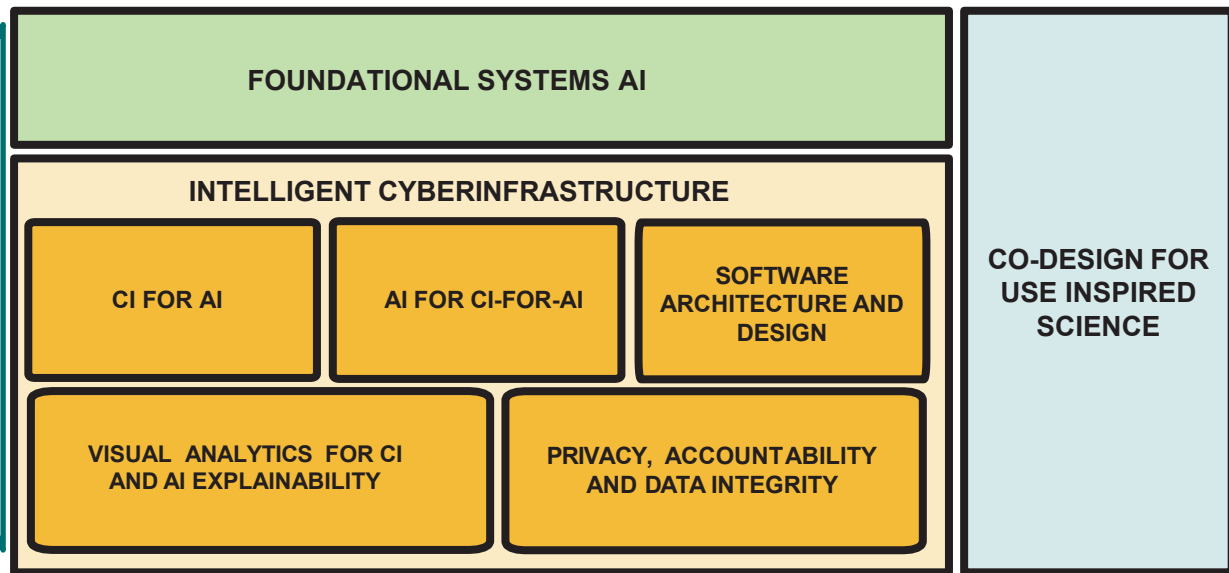 FOUNDATIONAL SYSTEMS AI
INTELLIGENT CYBERINFRASTRUCTURE
CI FOR AI
AI FOR CI-FOR-AI
SOFTWARE
ARCHITECTURE AND
DESIGN
VISUAL ANALYTICS FOR CI
AND AI EXPLAINABILITY
PRIVACY, ACCOUNTABILITY
AND DATA INTEGRITY
CO-DESIGN FOR
USE INSPIRED
SCIENCE